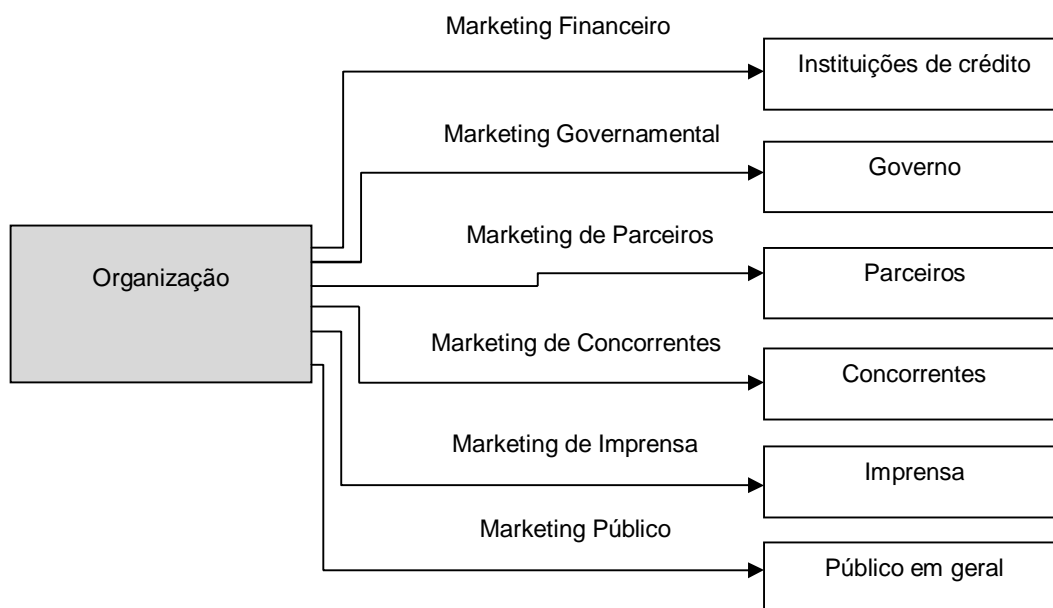 Marketing Financeiro
Instituições de crédito
Marketing Governamental
Governo
Marketing de Parceiros
Organização
Parceiros
Marketing de Concorrentes
Concorrentes
Marketing de Imprensa
Imprensa
Marketing Público
Público em geral